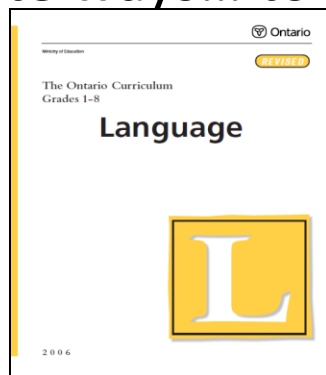 Ontario
Ministry of Education
REVISED
The Ontario Curriculum
Grades 1-8
Language
L
2006